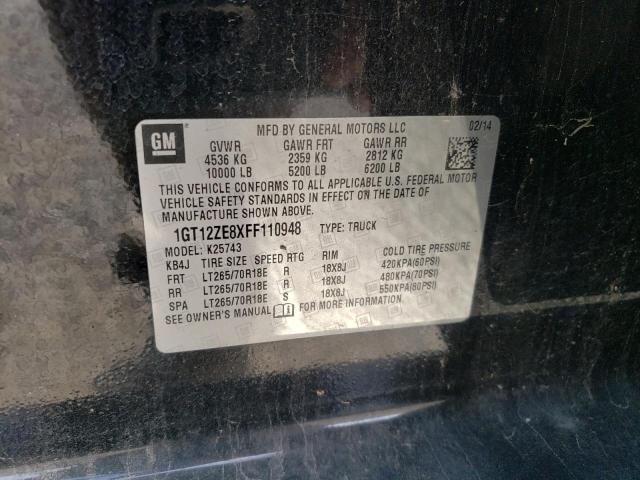 GM
MFD BY GENERAL MOTORS LLC 02/14
GVWR GAWR FRT GAWR RR
4536 KG 2359 KG 2812 KG
10000 LB 5200 LB 6200 LB
THIS VEHICLE CONFORMS TO ALL APPLICABLE U.S. FEDERAL MOTOR
VEHICLE SAFETY STANDARDS IN EFFECT ON THE DATE OF
MANUFACTURE SHOWN ABOVE.
1GT12ZE8XFF110948 TYPE: TRUCK
MODEL: K25743
KB4J TIRE SIZE SPEED RTG RIM COLD TIRE PRESSURE
FRT LT265/70R18E R 18X8J 420KPA(60PSI)
RR LT265/70R18E R 18X8J 480KPA(70PSI)
SPA LT265/70R18E S 18X8J 550KPA(80PSI)
SEE OWNER'S MANUAL FOR MORE INFORMATION.